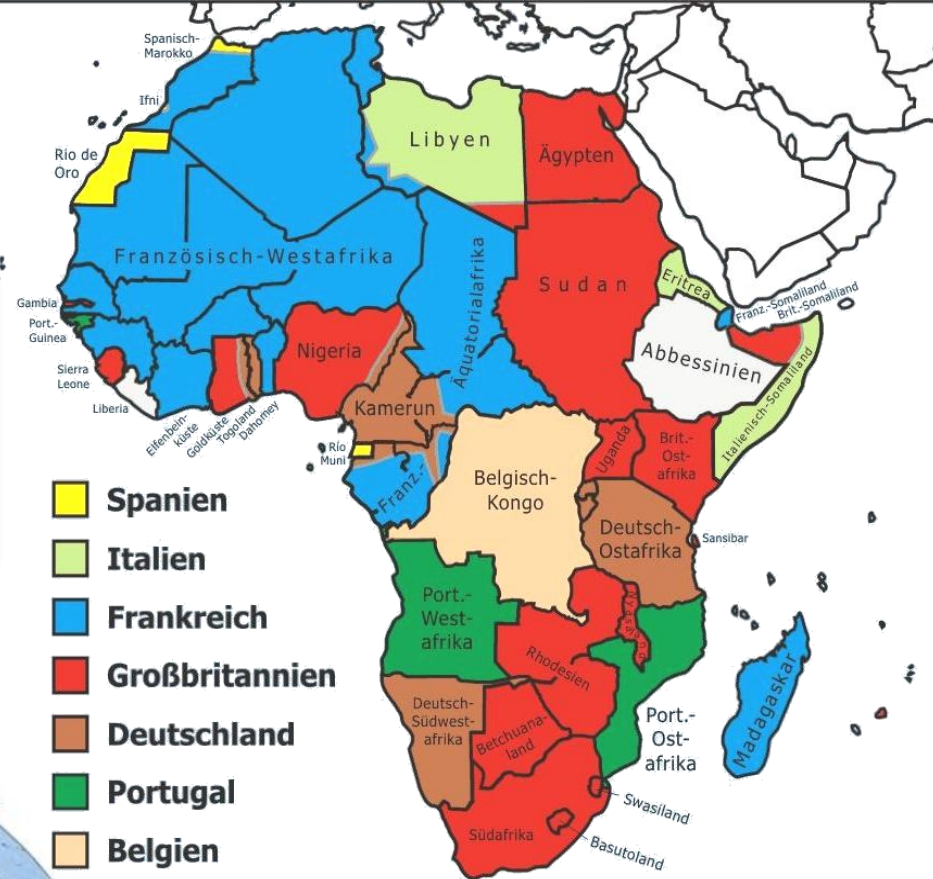 Spanisch-
Marokko
Ifni
Rio de
Oro
Libyen
Ägypten
Französisch-Westafrika
Äquatorialafrika
Sudan
Eritrea
Franz.-Somaliland
Brit.-Somaliland
Gambia
Port.-
Guinea
Sierra
Leone
Liberia
Elfenbein-
küste
Goldküste
Togoland
Dahomey
Nigeria
Kamerun
Abbessinien
Italienisch-Somaliland
Río
Muni
Franz.-
Belgisch-
Kongo
Uganda
Brit.-
Ost-
afrika
Deutsch-
Ostafrika
Sansibar
Spanien
Italien
Frankreich
Großbritannien
Deutschland
Portugal
Belgien
Port.-
West-
afrika
Rhodesien
Deutsch-
Südwest-
afrika
Betchuana-
land
Port.-
Ost-
afrika
Madagaskar
Swasiland
Südafrika
Basutoland